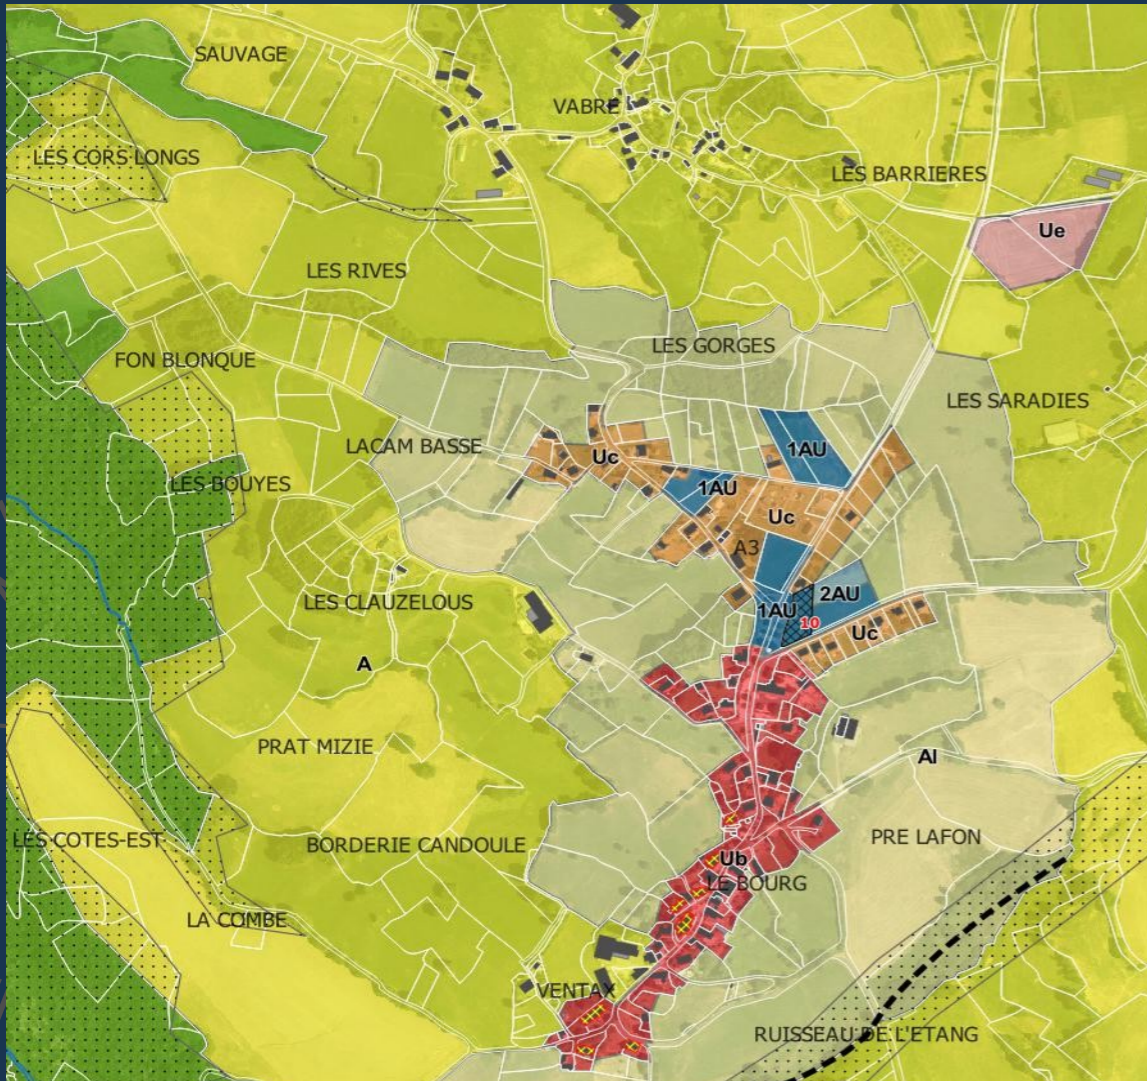 SAUVAGE
VABRE
LES CORS LONGS
LES BARRIERES
Ue
LES RIVES
LES GORGES
FON BLONQUE
LES SARADIES
LACAM BASSE
1AU
Uc
LES BOUYES
1AU
Uc
A3
2AU
LES CLAUZELOUS
1AU
10
Uc
A
PRAT MIZIE
Al
LES COTES-EST
BORDERIE CANDOULE
PRE LAFON
Ub
LE BOURG
LA COMBE
VENTAX
RUISSEAU DE L'ETANG